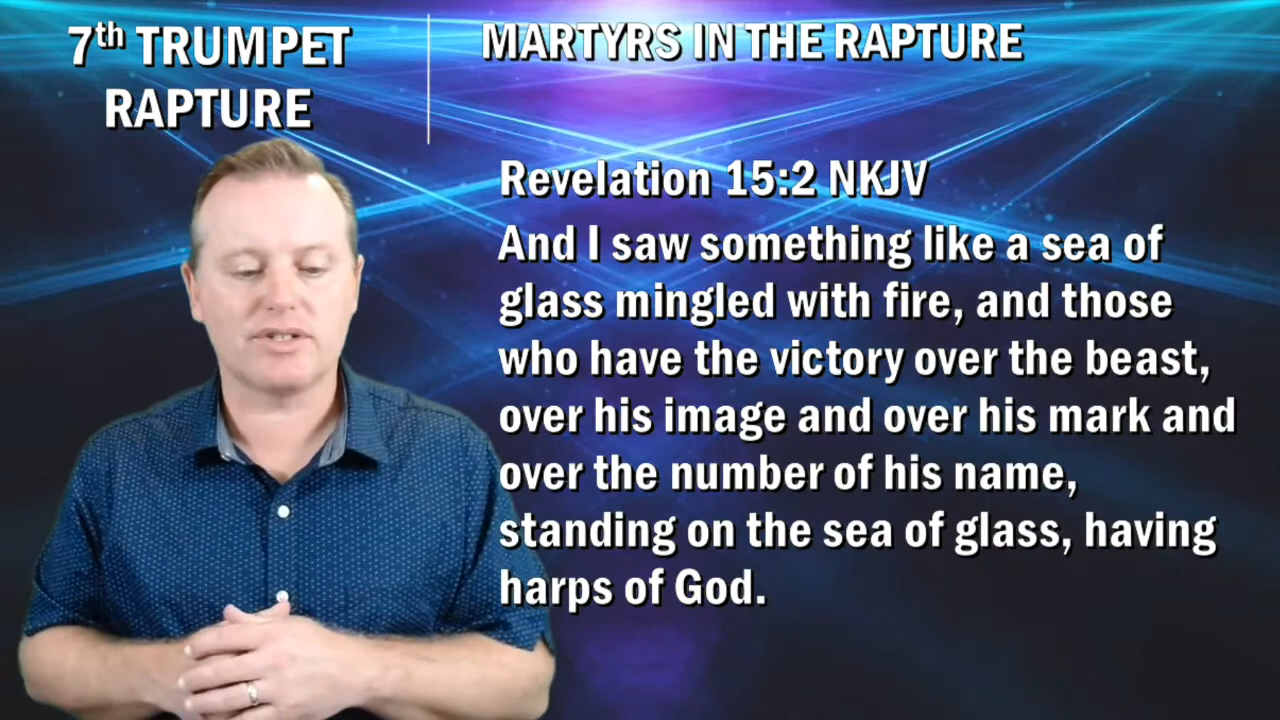 7th TRUMPET
RAPTURE
MARTYRS IN THE RAPTURE
Revelation 15:2 NKJV
And I saw something like a sea of
glass mingled with fire, and those
who have the victory over the beast,
over his image and over his mark and
over the number of his name,
standing on the sea of glass, having
harps of God.